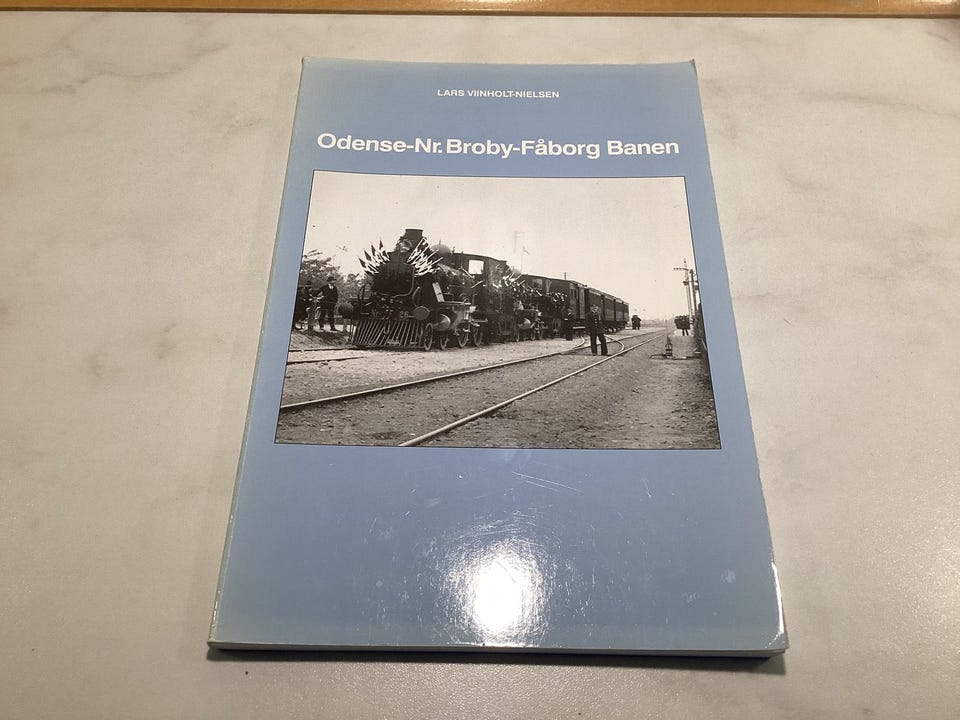 LARS VIINHOLT-NIELSEN
Odense-Nr. Broby-Fåborg Banen